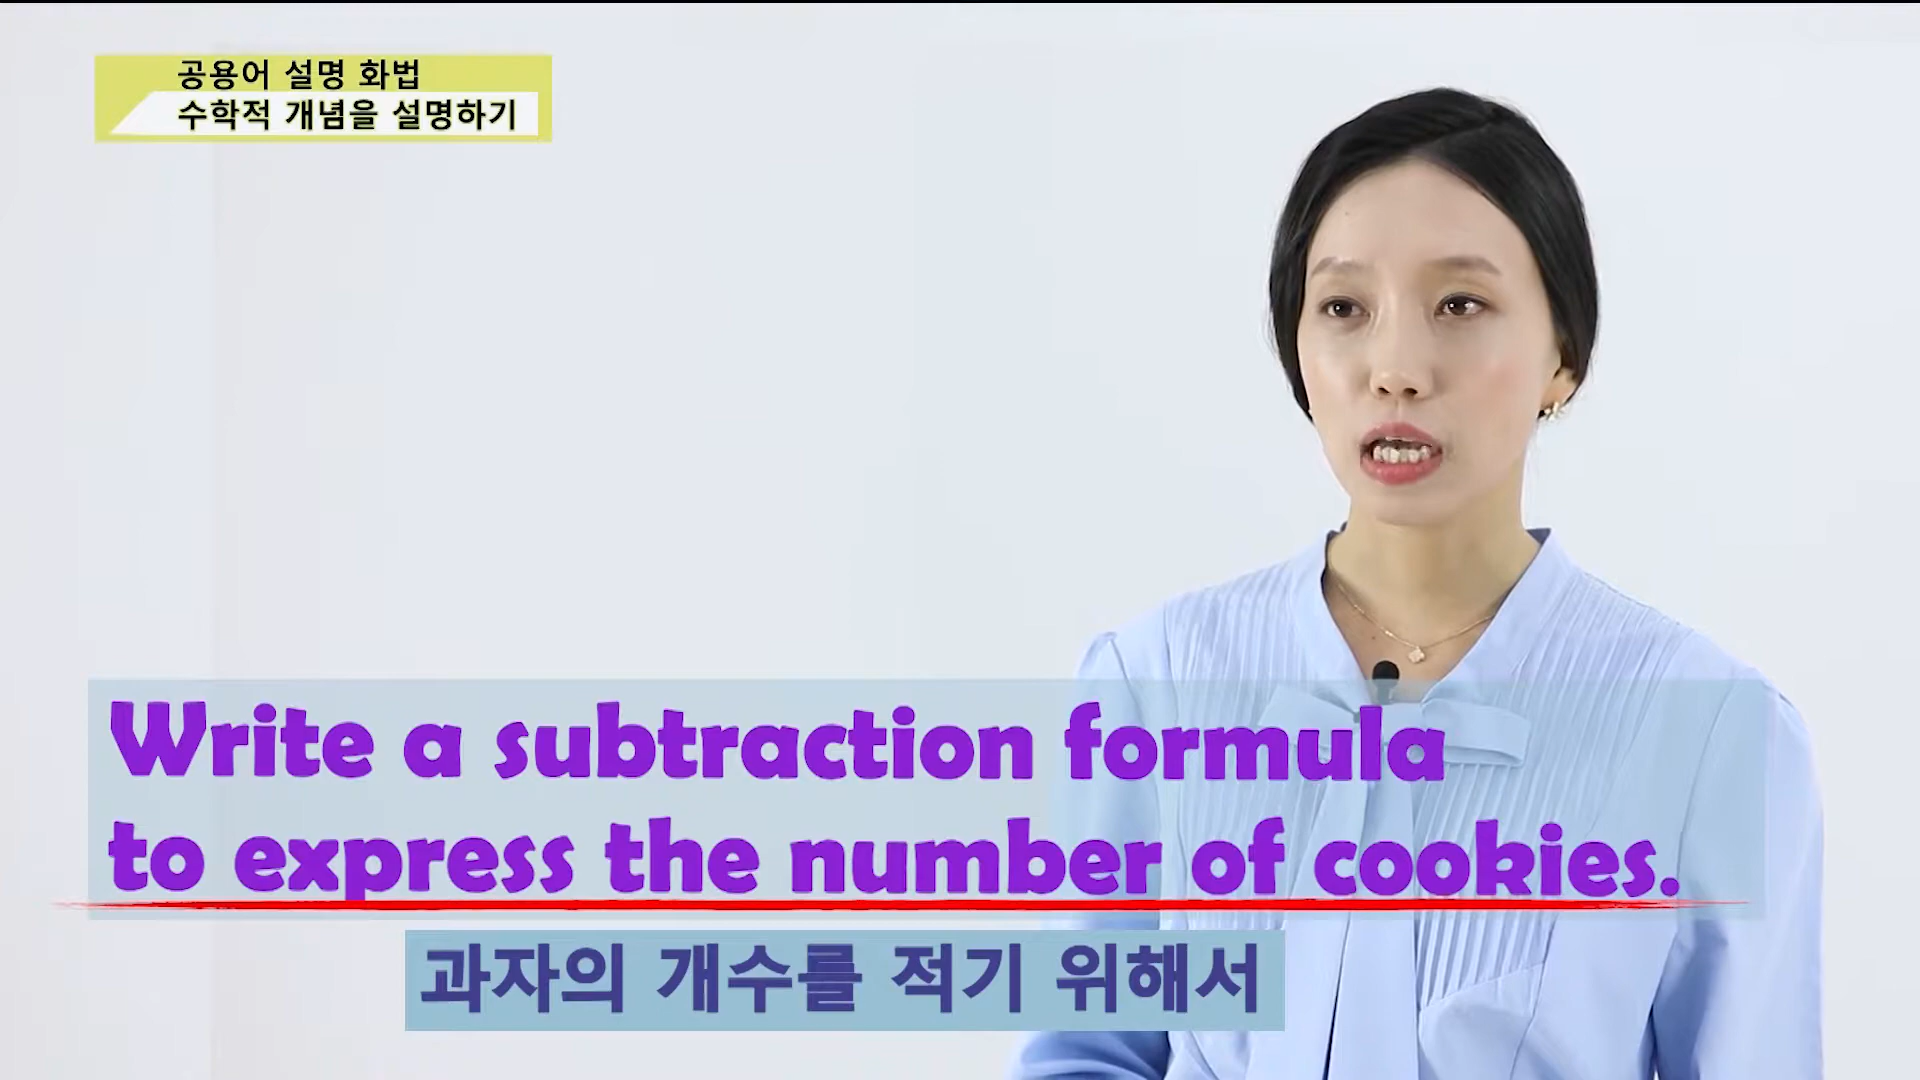 공용어 설명 화법
수학적 개념을 설명하기
Write a subtraction formula
to express the number of cookies.
과자의 개수를 적기 위해서